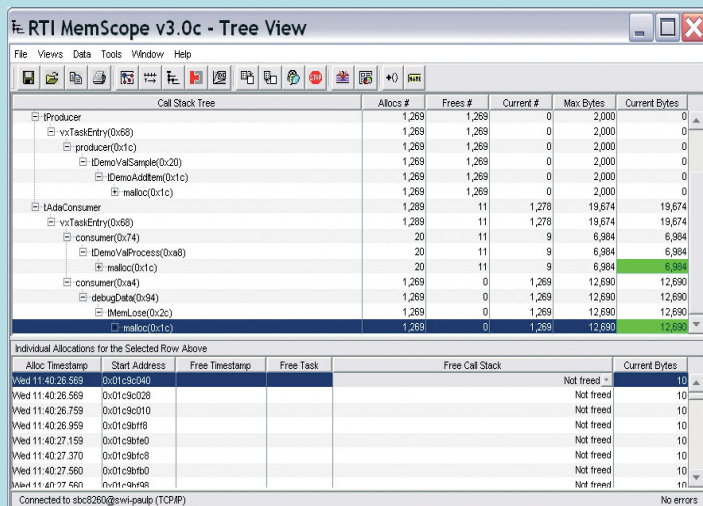 RTI MemScope v3.0c - Tree View
File Views Data Tools Window Help
STOP
+()
Call Stack Tree Allocs # Frees # Current # Max Bytes Current Bytes
tProducer 1,269 1,269 0 2,000 0
vxTaskEntry(0x68) 1,269 1,269 0 2,000 0
producer(0x1c) 1,269 1,269 0 2,000 0
tDemoValSample(0x20) 1,269 1,269 0 2,000 0
tDemoAddItem(0x1c) 1,269 1,269 0 2,000 0
malloc(0x1c) 1,269 1,269 0 2,000 0
tAdaConsumer 1,289 11 1,278 19,674 19,674
vxTaskEntry(0x68) 1,289 11 1,278 19,674 19,674
consumer(0x74) 20 11 9 6,984 6,984
tDemoValProcess(0xa8) 20 11 9 6,984 6,984
malloc(0x1c) 20 11 9 6,984 6,984
consumer(0xa4) 1,269 0 1,269 12,690 12,690
debugData(0x94) 1,269 0 1,269 12,690 12,690
tMemLose(0x2c) 1,269 0 1,269 12,690 12,690
malloc(0x1c) 1,269 0 1,269 12,690 12,690
Individual Allocations for the Selected Row Above
Alloc Timestamp Start Address Free Timestamp Free Task Free Call Stack Current Bytes
Wed 11:40:26.569 0x01c9c040 Not freed 10
Wed 11:40:26.569 0x01c9c028 Not freed 10
Wed 11:40:26.759 0x01c9c010 Not freed 10
Wed 11:40:26.959 0x01c9bff8 Not freed 10
Wed 11:40:27.159 0x01c9bfe0 Not freed 10
Wed 11:40:27.370 0x01c9bfc8 Not freed 10
Wed 11:40:27.560 0x01c9bfb0 Not freed 10
Wed 11:40:27.560 0x01c9bf98 Not freed 10
Connected to sbc8260@swi-paulp (TCP/IP) No errors